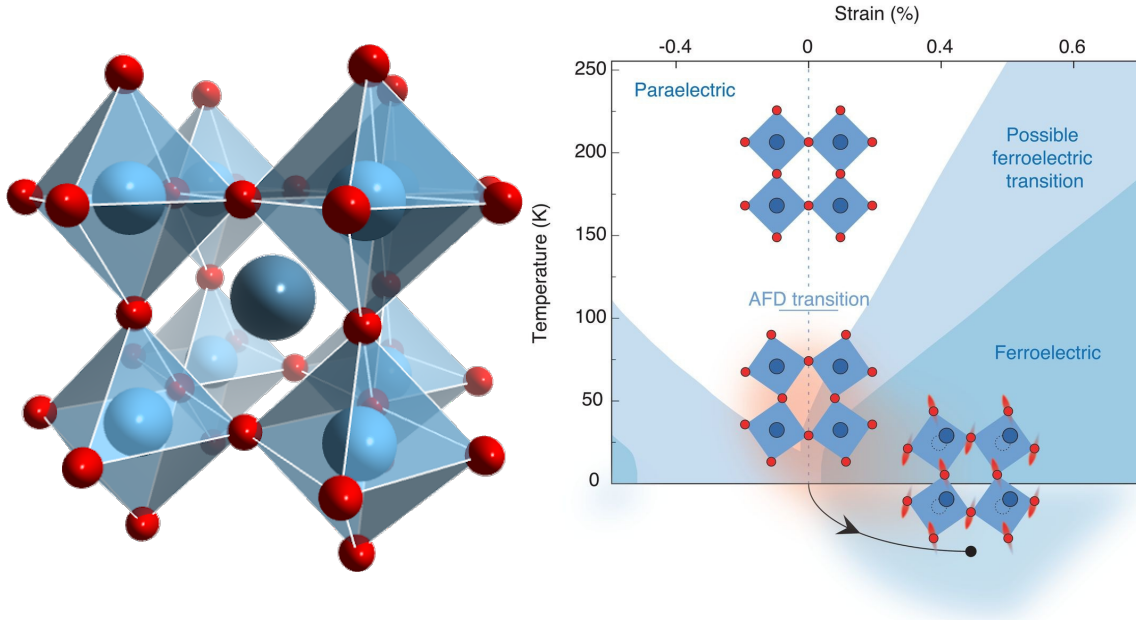 Strain (%)
-0.4 0 0.4 0.6
250
Paraelectric
Possible
ferroelectric
transition
200
150
Temperature (K)
AFD transition
100
Ferroelectric
50
0